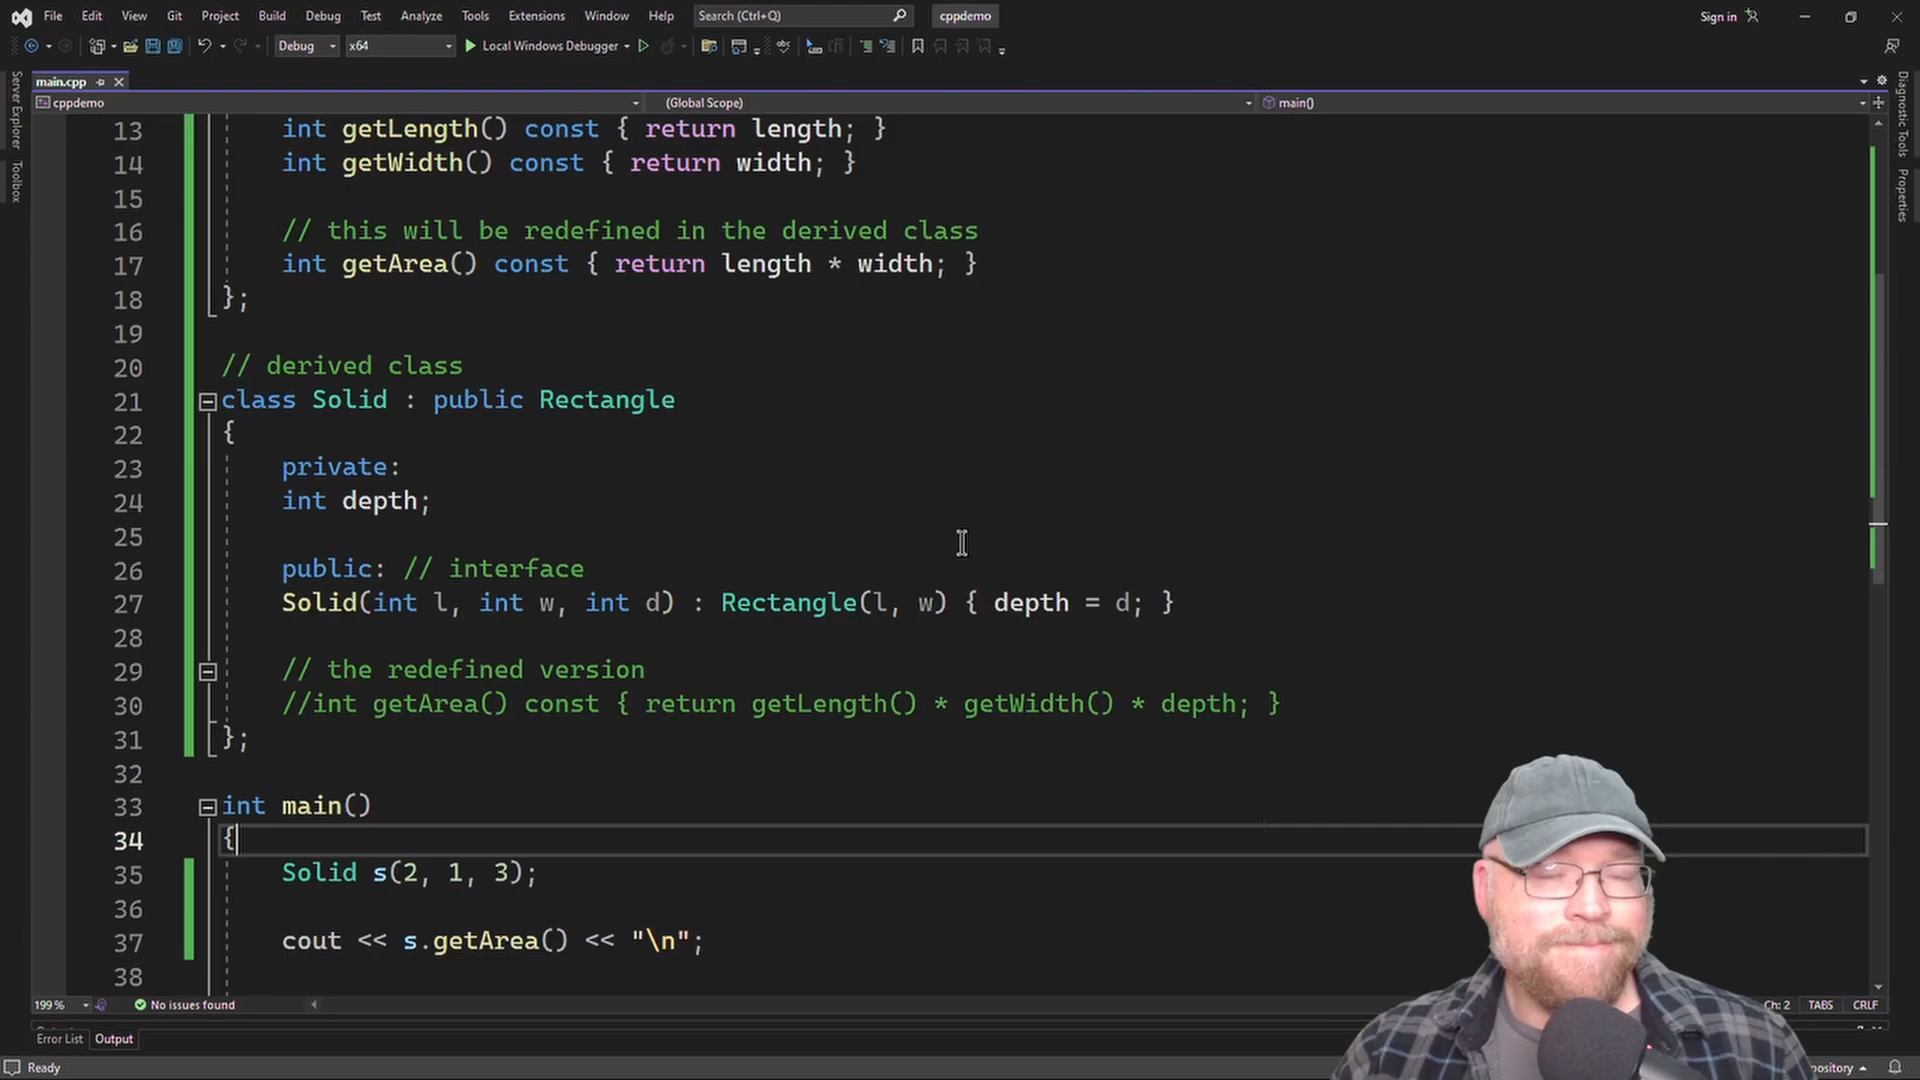 File Edit View Git Project Build Debug Test Analyze Tools Extensions Window Help Search (Ctrl+Q) cppdemo Sign in
Debug x64 Local Windows Debugger
main.cpp
cppdemo (Global Scope) main()
Server Explorer
Toolbox
Diagnostic Tools
Properties
13 int getLength() const { return length; }
14 int getWidth() const { return width; }
15
16 // this will be redefined in the derived class
17 int getArea() const { return length * width; }
18 };
19
20 // derived class
21 class Solid : public Rectangle
22 {
23 private:
24 int depth;
25
26 public: // interface
27 Solid(int l, int w, int d) : Rectangle(l, w) { depth = d; }
28
29 // the redefined version
30 //int getArea() const { return getLength() * getWidth() * depth; }
31 };
32
33 int main()
34 {
35 Solid s(2, 1, 3);
36
37 cout << s.getArea() << "\n";
38
199 % No issues found Ch: 2 TABS CRLF
Error List Output
Ready